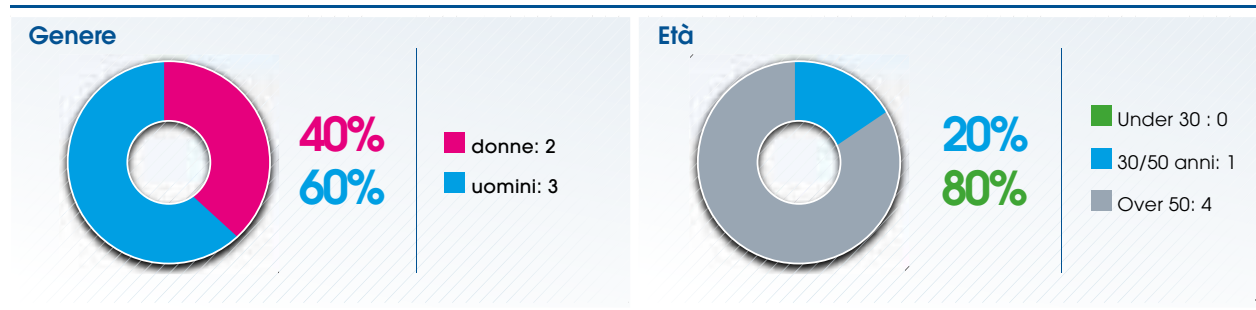 Genere
40%
60%
donne: 2
uomini: 3
Età
20%
80%
Under 30 : 0
30/50 anni: 1
Over 50: 4